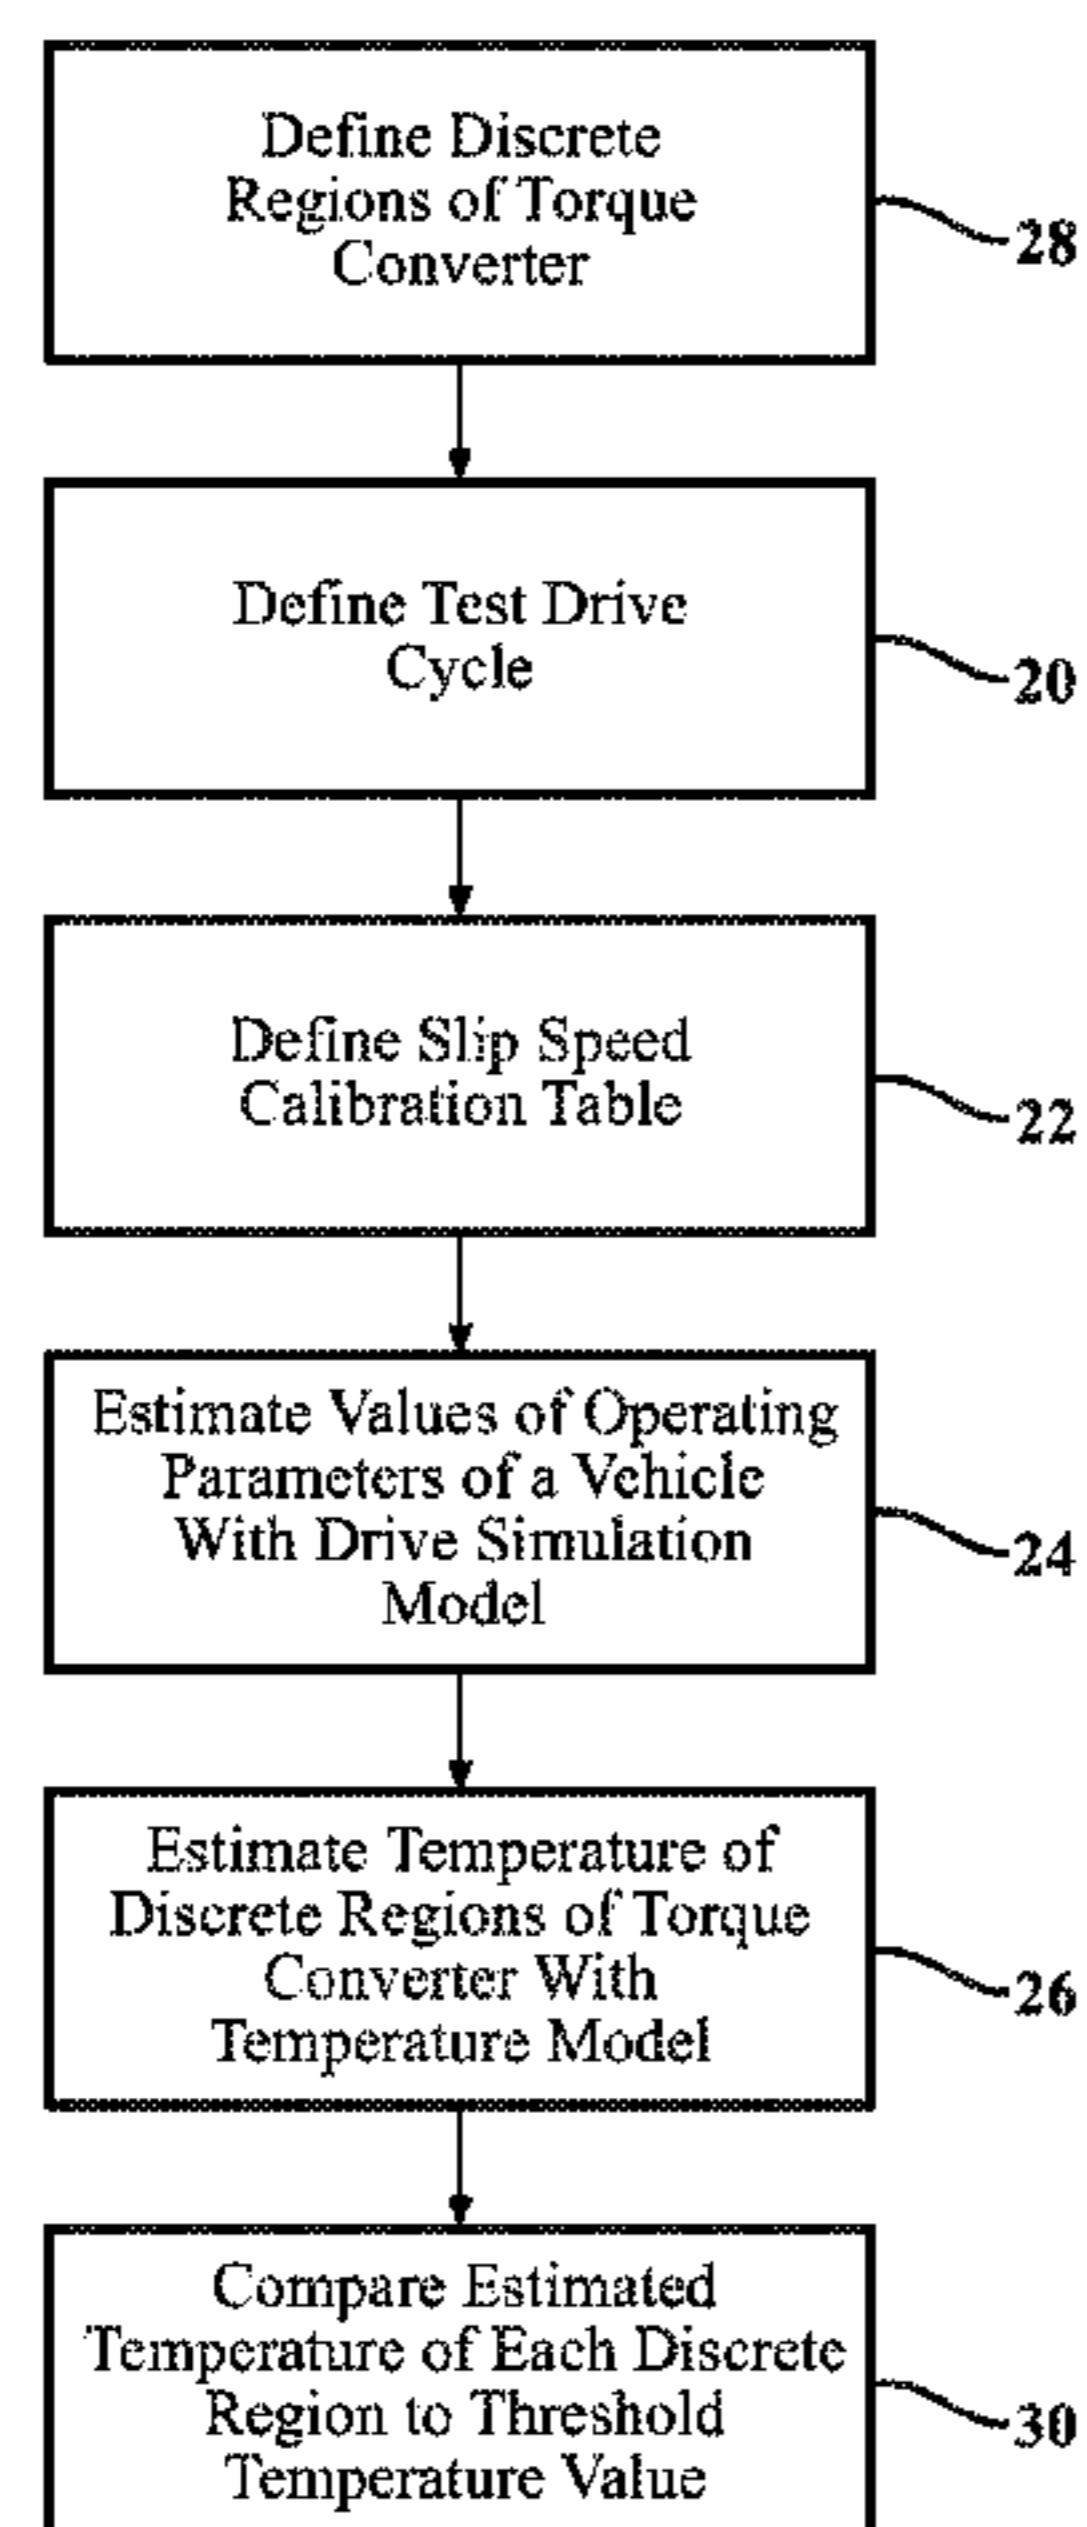 Define Discrete
Regions of Torque
Converter
28
Define Test Drive
Cycle
20
Define Slip Speed
Calibration Table
22
Estimate Values of Operating
Parameters of a Vehicle
With Drive Simulation
Model
24
Estimate Temperature of
Discrete Regions of Torque
Converter With
Temperature Model
26
Compare Estimated
Temperature of Each Discrete
Region to Threshold
Temperature Value
30